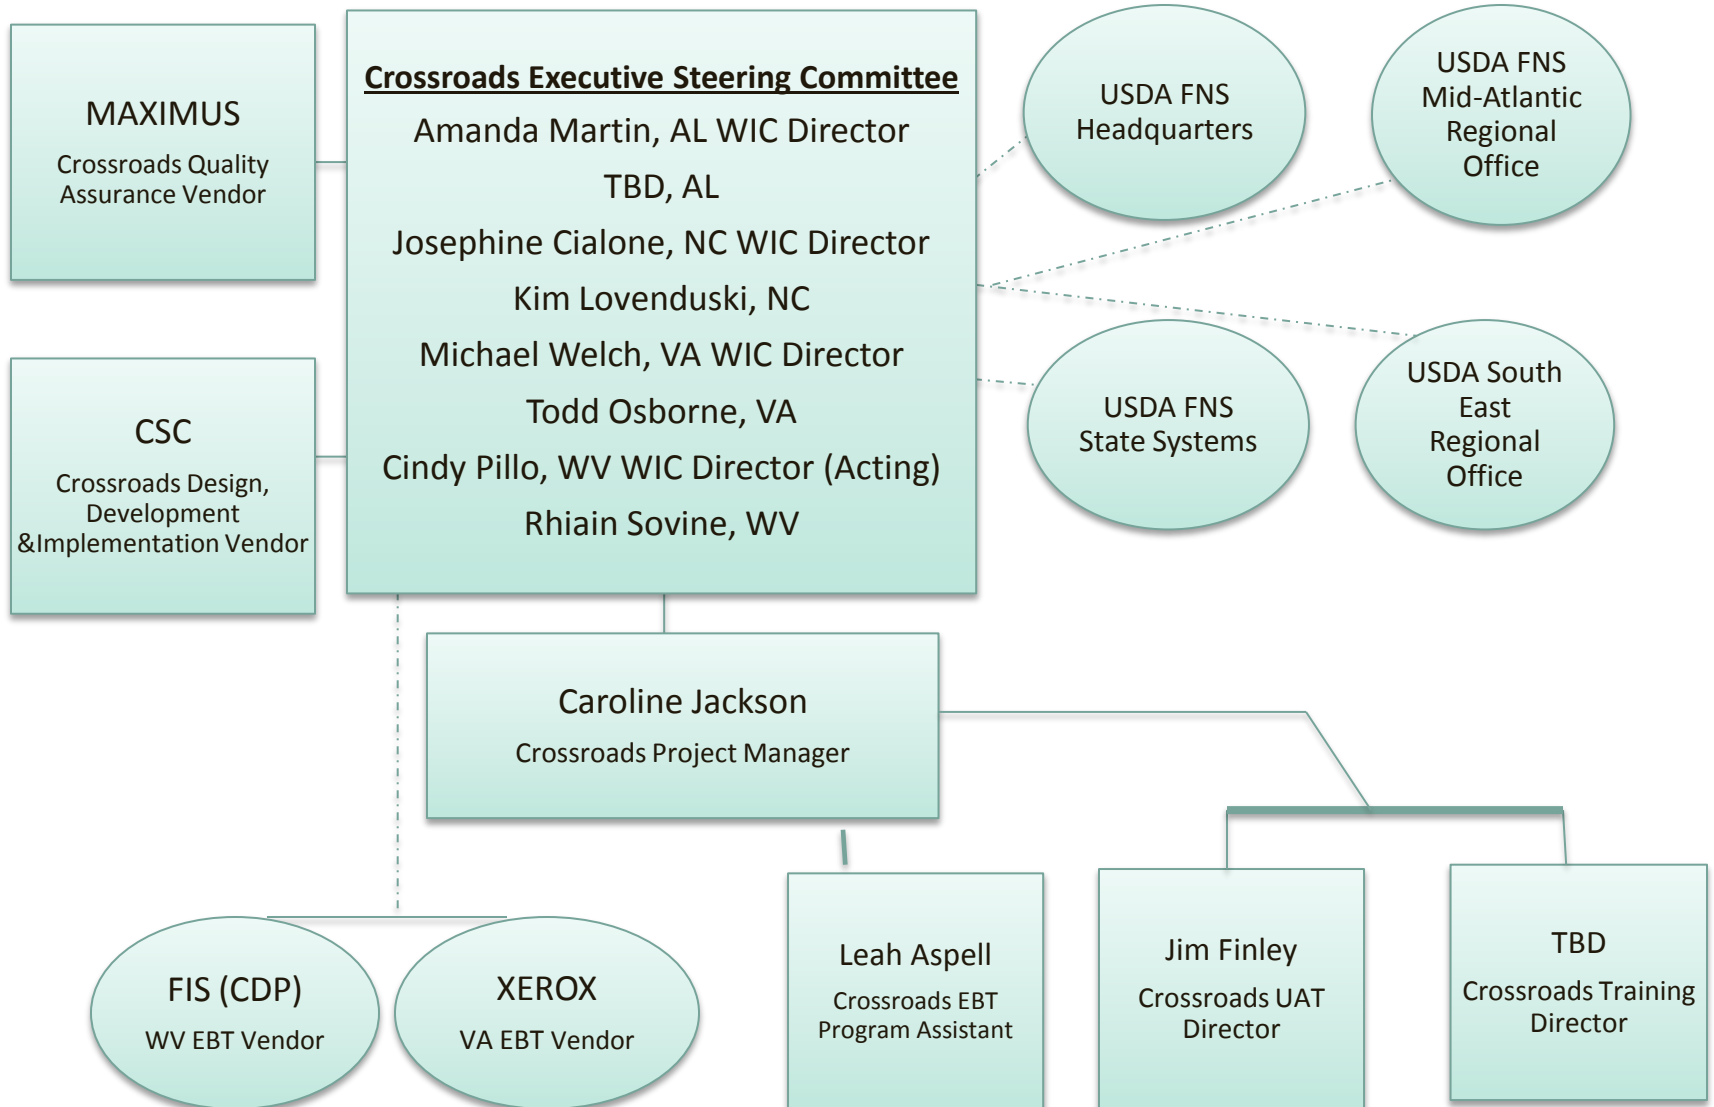 MAXIMUS
Crossroads Quality
Assurance Vendor
Crossroads Executive Steering Committee
Amanda Martin, AL WIC Director
TBD, AL
Josephine Cialone, NC WIC Director
Kim Lovenduski, NC
Michael Welch, VA WIC Director
Todd Osborne, VA
Cindy Pillo, WV WIC Director (Acting)
Rhiain Sovine, WV
USDA FNS
Headquarters
USDA FNS
Mid-Atlantic
Regional
Office
CSC
Crossroads Design,
Development
&Implementation Vendor
USDA FNS
State Systems
USDA South
East
Regional
Office
Caroline Jackson
Crossroads Project Manager
FIS (CDP)
WV EBT Vendor
XEROX
VA EBT Vendor
Leah Aspell
Crossroads EBT
Program Assistant
Jim Finley
Crossroads UAT
Director
TBD
Crossroads Training
Director